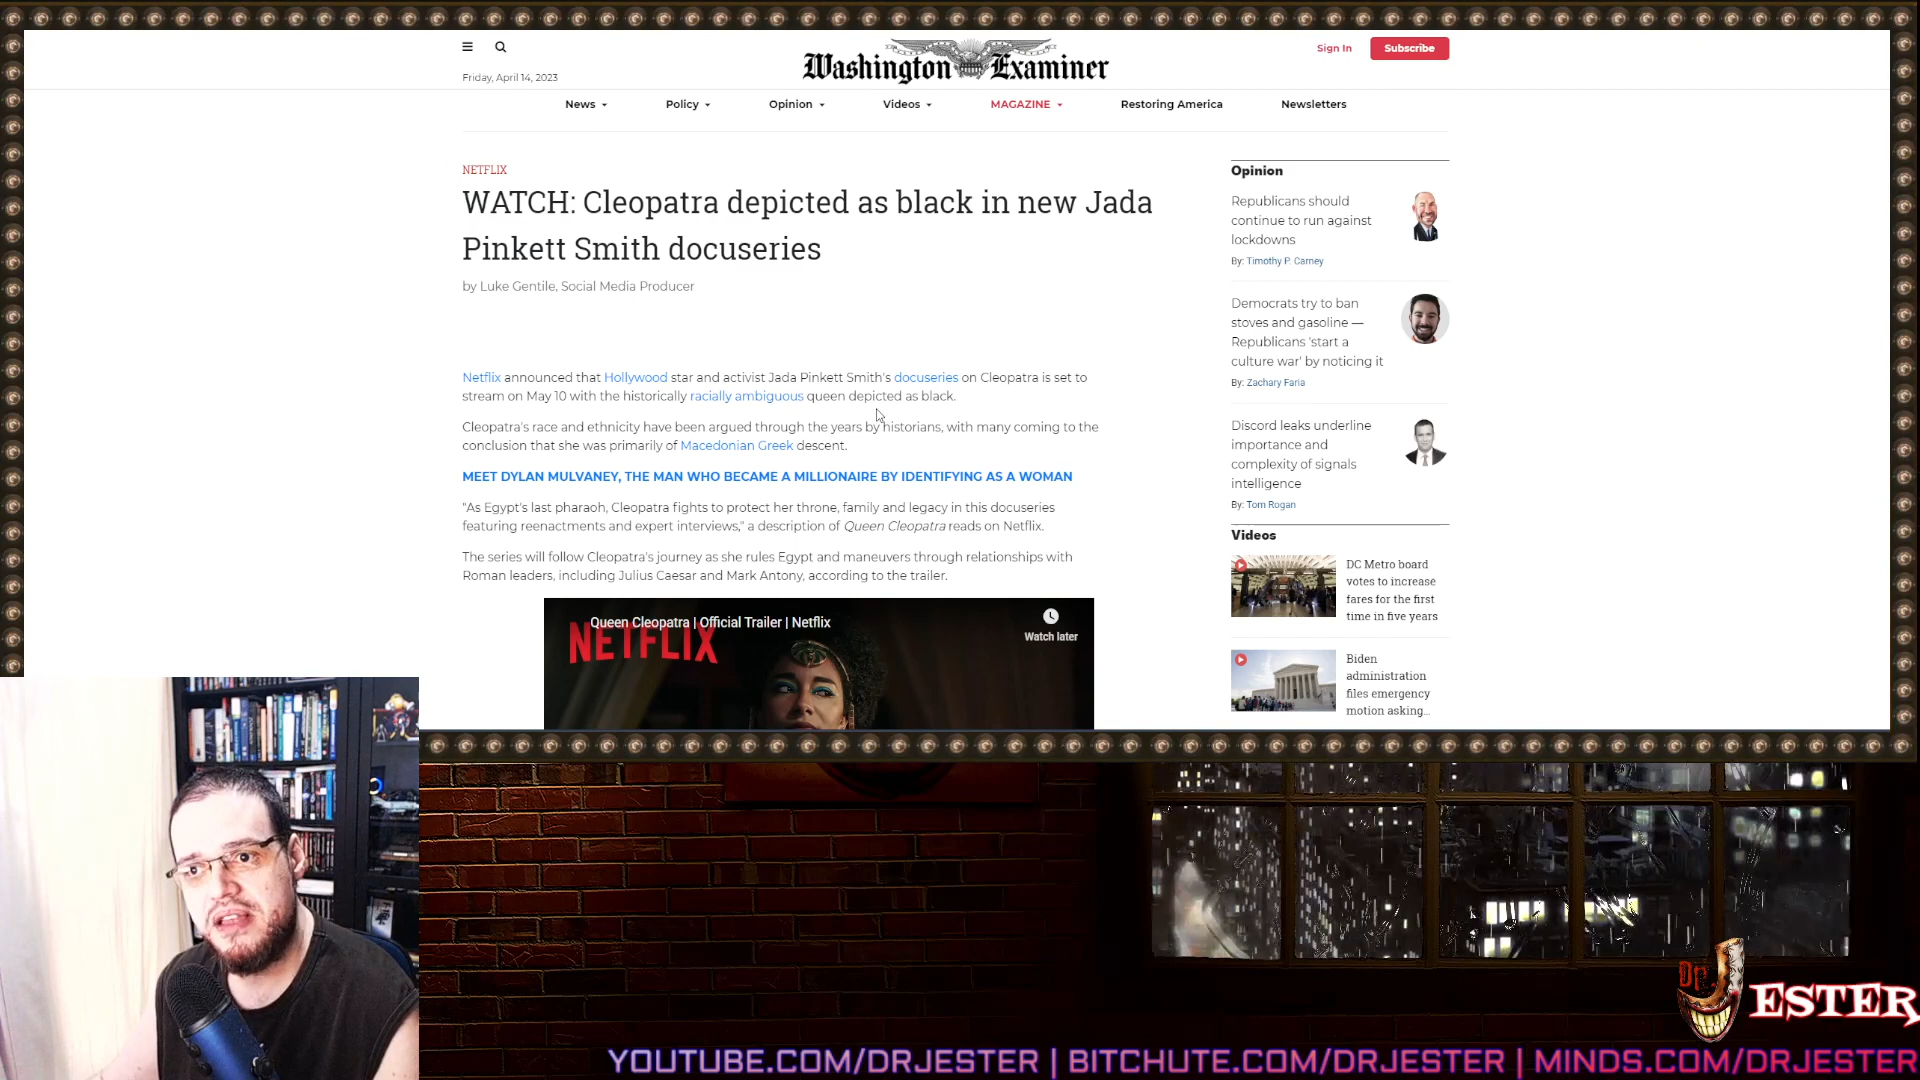 Washington Examiner
Sign In
Subscribe
Friday, April 14, 2023
News
Policy
Opinion
Videos
MAGAZINE
Restoring America
Newsletters
NETFLIX
WATCH: Cleopatra depicted as black in new Jada
Pinkett Smith docuseries
by Luke Gentile, Social Media Producer
Netflix announced that Hollywood star and activist Jada Pinkett Smith's docuseries on Cleopatra is set to
stream on May 10 with the historically racially ambiguous queen depicted as black.
Cleopatra's race and ethnicity have been argued through the years by historians, with many coming to the
conclusion that she was primarily of Macedonian Greek descent.
MEET DYLAN MULVANEY, THE MAN WHO BECAME A MILLIONAIRE BY IDENTIFYING AS A WOMAN
"As Egypt's last pharaoh, Cleopatra fights to protect her throne, family and legacy in this docuseries
featuring reenactments and expert interviews," a description of Queen Cleopatra reads on Netflix.
The series will follow Cleopatra's journey as she rules Egypt and maneuvers through relationships with
Roman leaders, including Julius Caesar and Mark Antony, according to the trailer.
Queen Cleopatra | Official Trailer | Netflix
NETFLIX
Watch later
Opinion
Republicans should
continue to run against
lockdowns
By: Timothy P. Carney
Democrats try to ban
stoves and gasoline —
Republicans 'start a
culture war' by noticing it
By: Zachary Faria
Discord leaks underline
importance and
complexity of signals
intelligence
By: Tom Rogan
Videos
DC Metro board
votes to increase
fares for the first
time in five years
Biden
administration
files emergency
motion asking...
Dr JESTER
YOUTUBE.COM/DRJESTER | BITCHUTE.COM/DRJESTER | MINDS.COM/DRJESTER